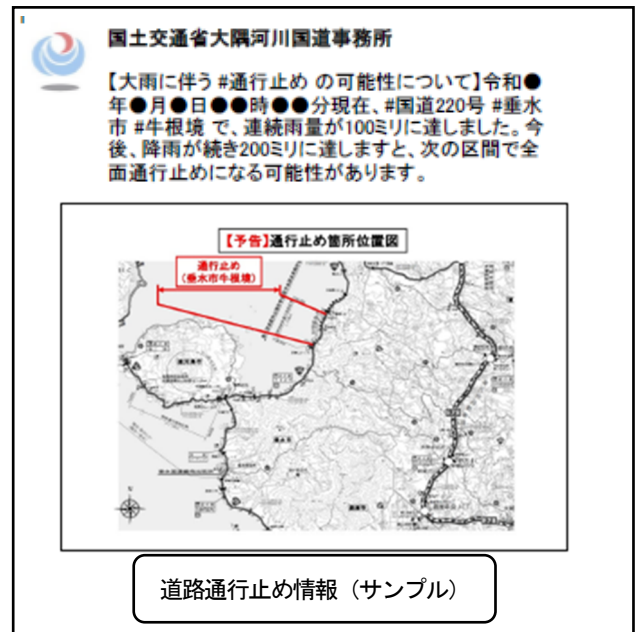 国土交通省大隅河川国道事務所
【大雨に伴う #通行止め の可能性について】令和●
年●月●日●●時●●分現在、#国道220号 #垂水
市 #牛根境 で、連続雨量が100ミリに達しました。今
後、降雨が続き200ミリに達しますと、次の区間で全
面通行止めになる可能性があります。
【予告】通行止め箇所位置図
通行止め
(垂水市牛根境)
道路通行止め情報（サンプル）